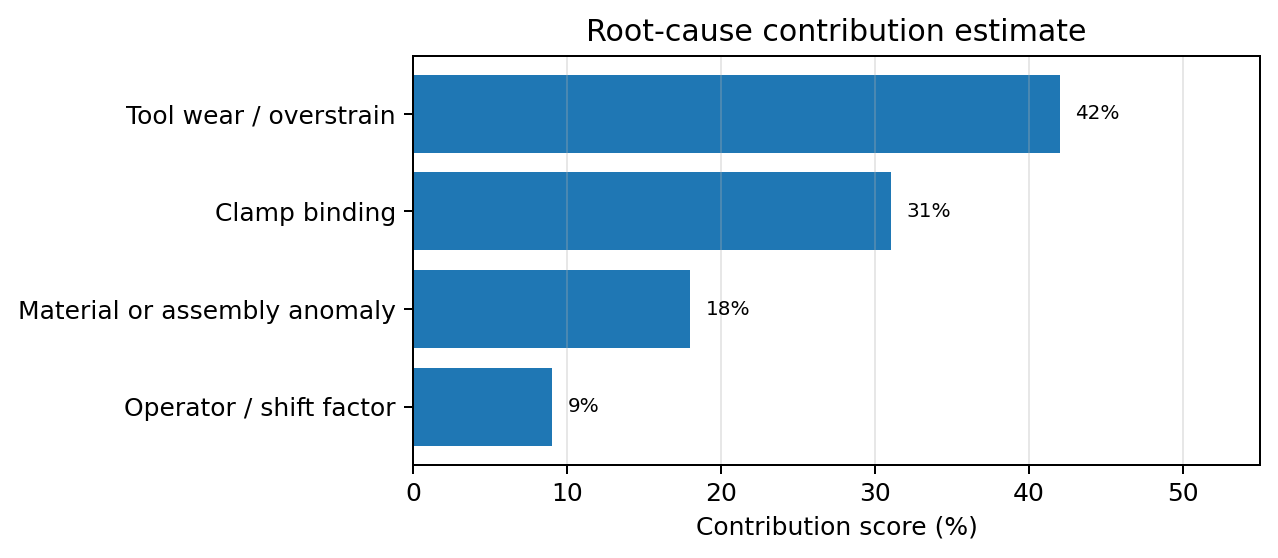 Root-cause contribution estimate
Tool wear / overstrain
42%
Clamp binding
31%
Material or assembly anomaly
18%
Operator / shift factor
9%
0 10 20 30 40 50
Contribution score (%)